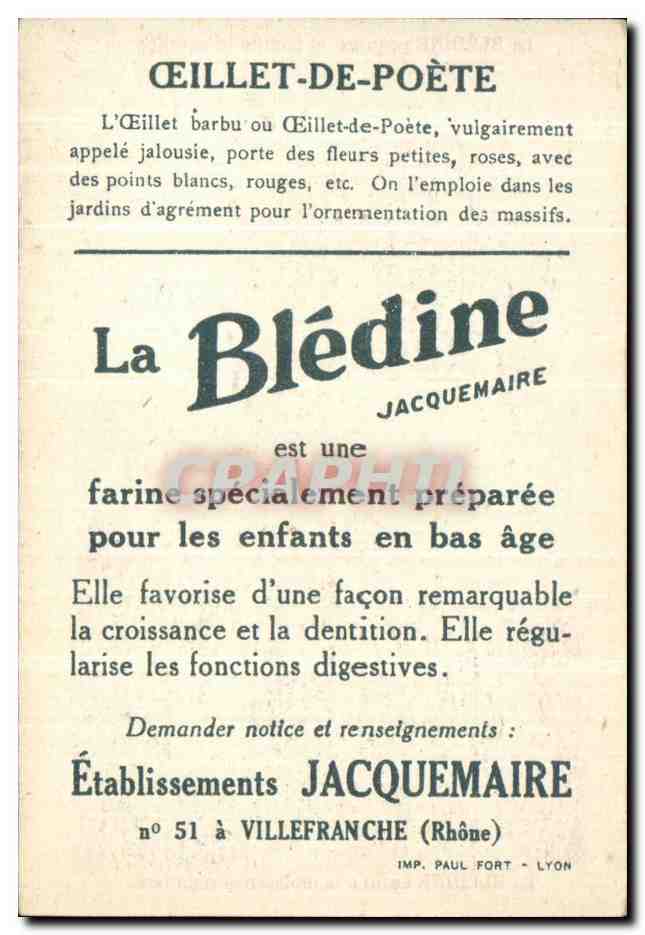 ŒILLET-DE-POÈTE
L'Œillet barbu ou Œillet-de-Poète, vulgairement
appelé jalousie, porte des fleurs petites, roses, avec
des points blancs, rouges, etc. On l'emploie dans les
jardins d'agrément pour l'ornementation des massifs.
La Blédine
JACQUEMAIRE
est une
CPAPHIL
farine spécialement préparée
pour les enfants en bas âge
Elle favorise d'une façon remarquable
la croissance et la dentition. Elle régu-
larise les fonctions digestives.
Demander notice et renseignements :
Établissements JACQUEMAIRE
nº 51 à VILLEFRANCHE (Rhône)
IMP. PAUL FORT - LYON